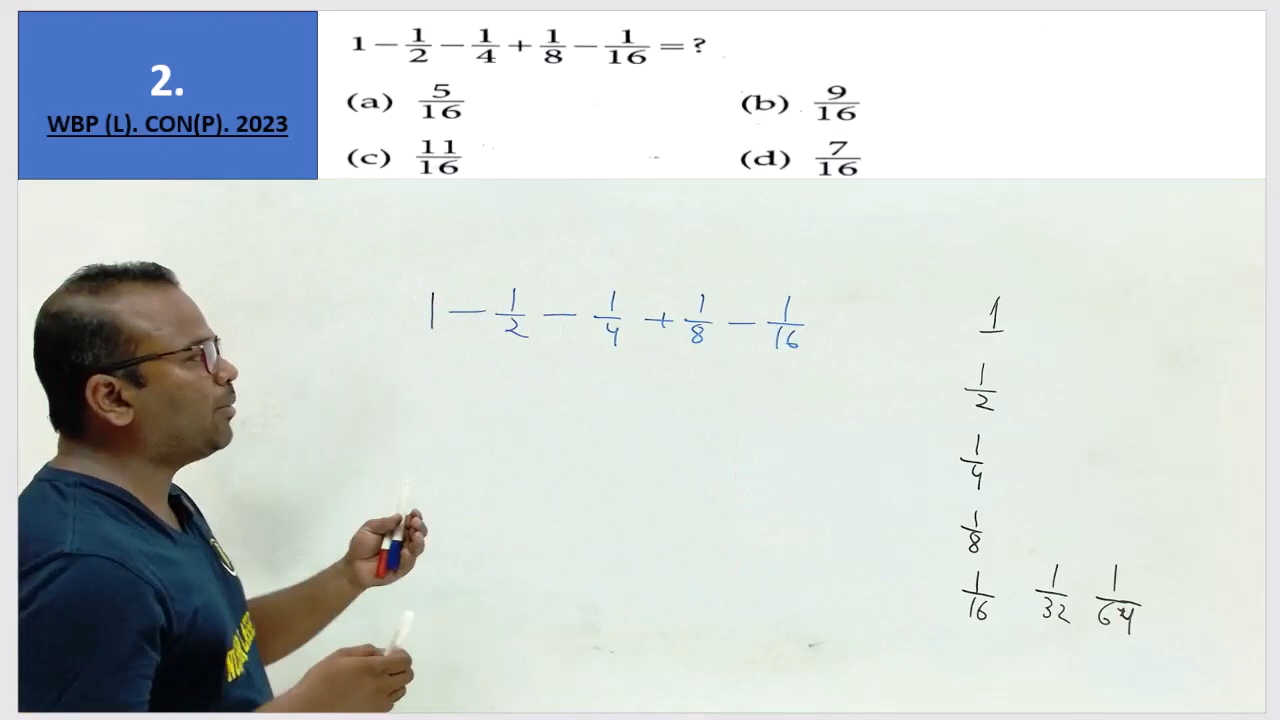 2.
WBP (L). CON(P). 2023
1 − 1/2 − 1/4 + 1/8 − 1/16 = ?
(a) 5/16 (b) 9/16
(c) 11/16 (d) 7/16
1 − 1/2 − 1/4 + 1/8 − 1/16
1
1/2
1/4
1/8
1/16 1/32 1/64